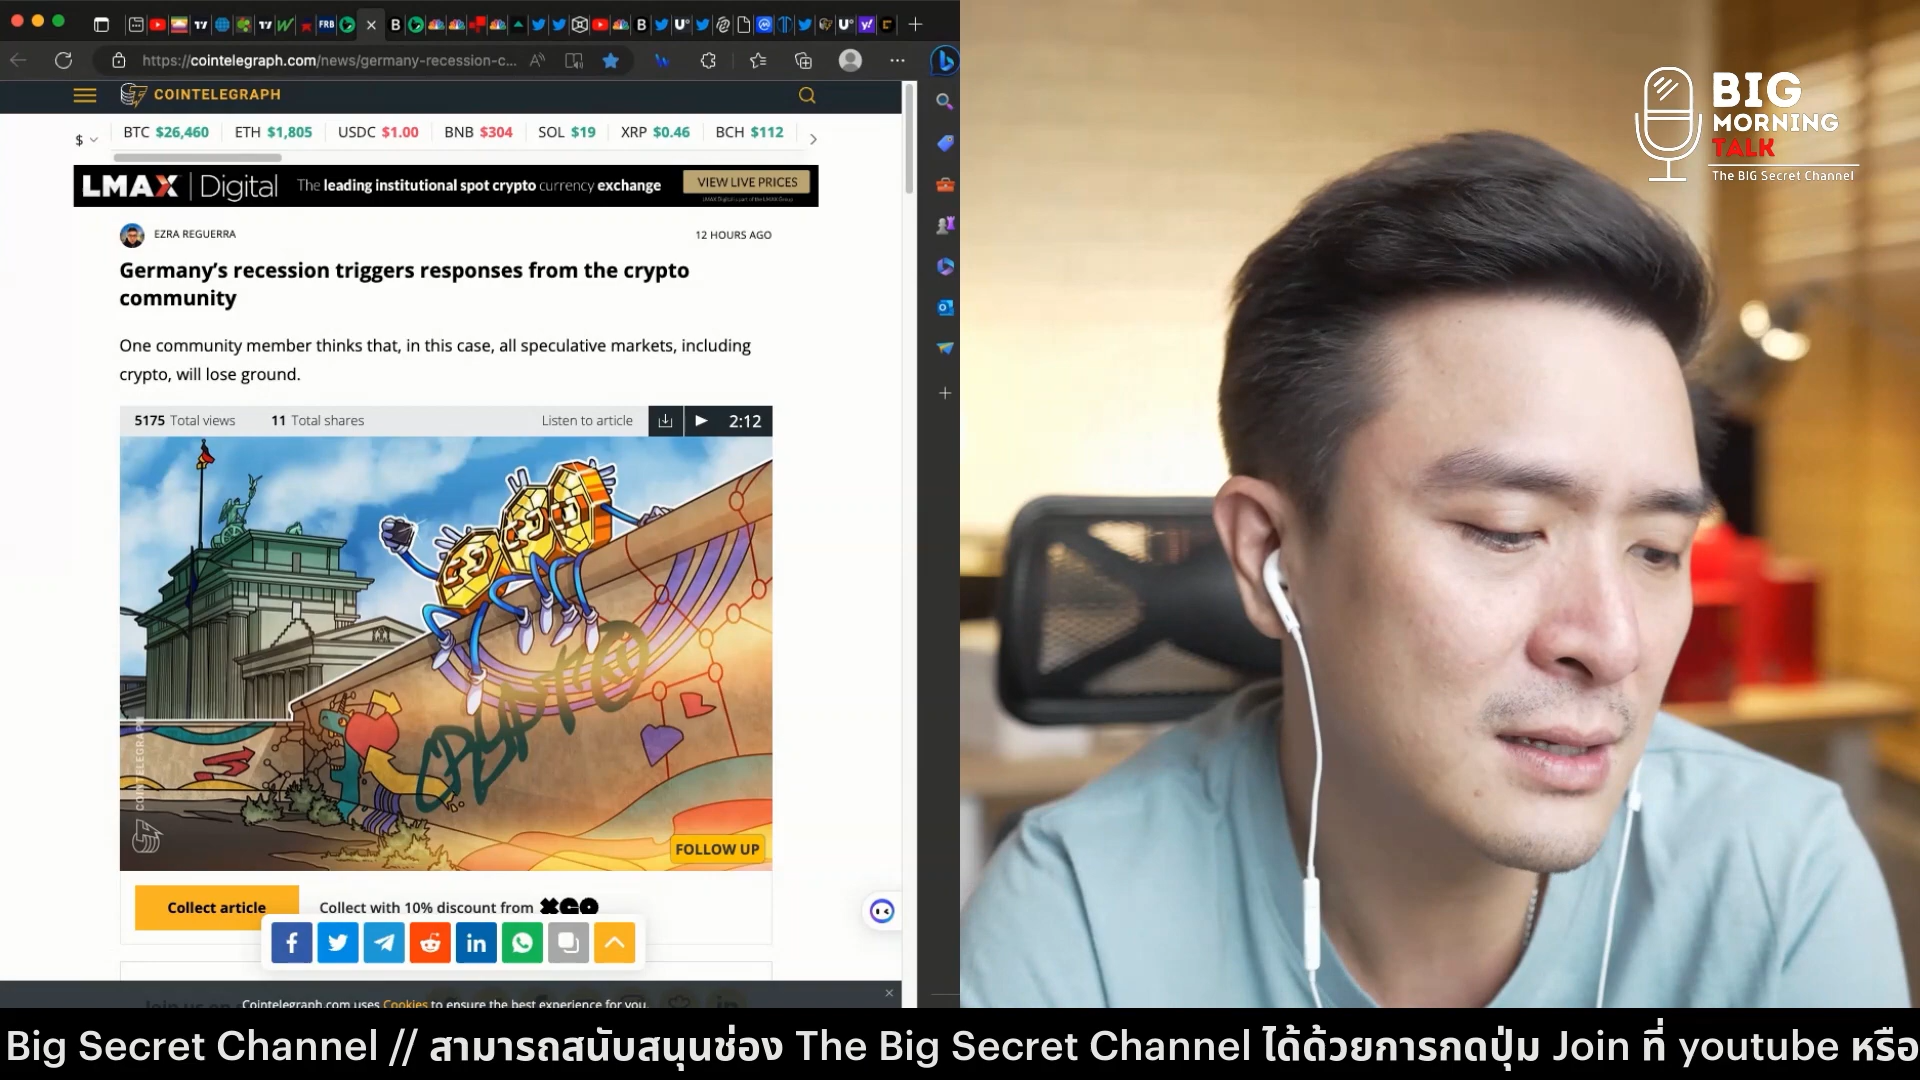 FRB
https://cointelegraph.com/news/germany-recession-c...
COINTELEGRAPH
$
BTC $26,460
ETH $1,805
USDC $1.00
BNB $304
SOL $19
XRP $0.46
BCH $112
LMAX Digital
The leading institutional spot crypto currency exchange
VIEW LIVE PRICES
EZRA REGUERRA
12 HOURS AGO
Germany’s recession triggers responses from the crypto
community
One community member thinks that, in this case, all speculative markets, including
crypto, will lose ground.
5175 Total views
11 Total shares
Listen to article
2:12
CRYPTO
COINTELEGRAPH
FOLLOW UP
Collect article
Collect with 10% discount from
Cointelegraph.com uses Cookies to ensure the best experience for you.
BIG
MORNING
TALK
The BIG Secret Channel
Big Secret Channel // สามารถสนับสนุนช่อง The Big Secret Channel ได้ด้วยการกดปุ่ม Join ที่ youtube หรือ